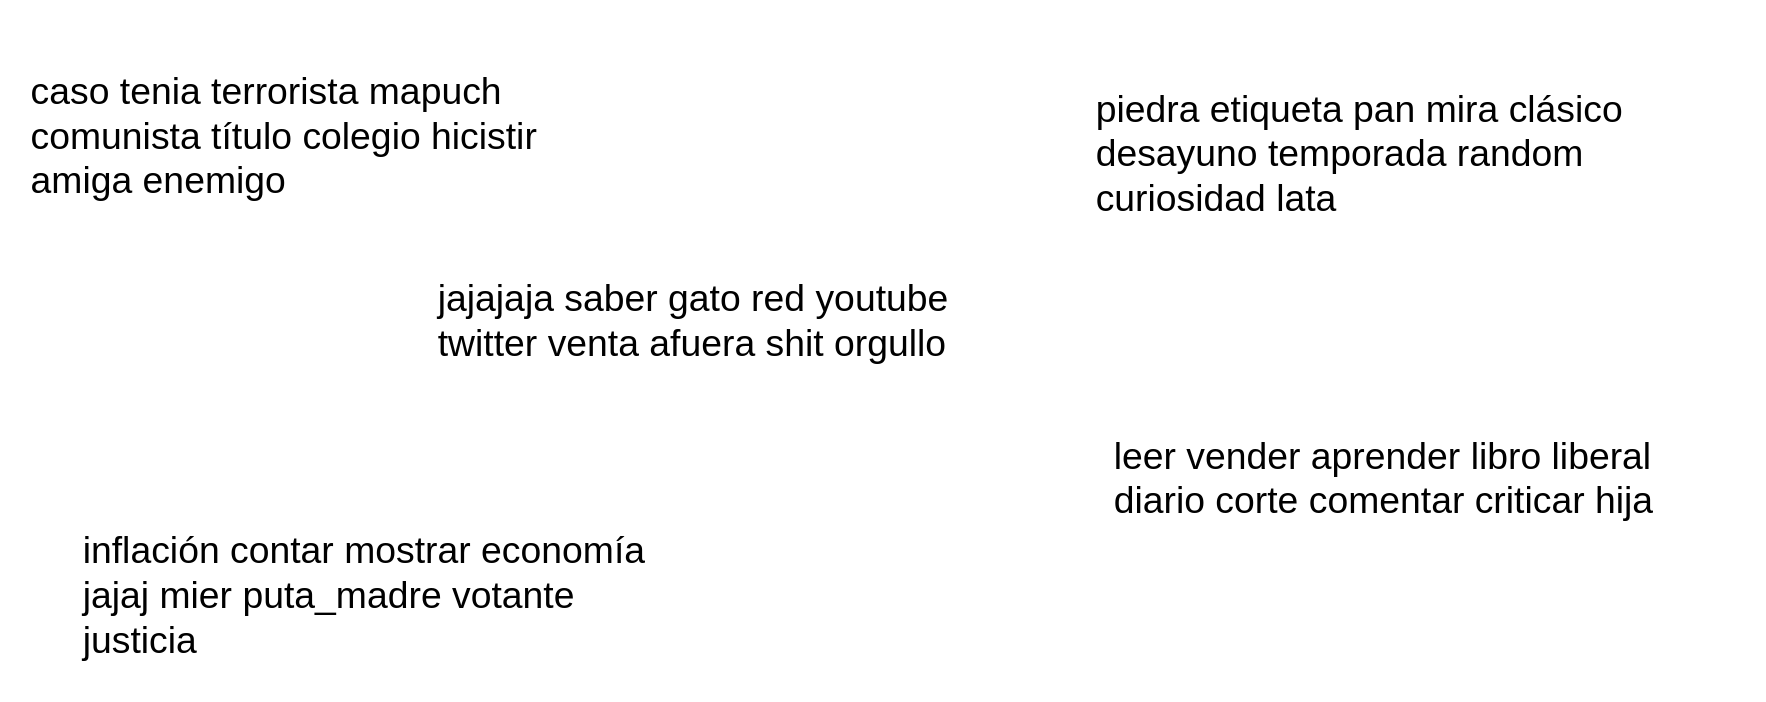 caso tenia terrorista mapuch
comunista título colegio hicistir
amiga enemigo
piedra etiqueta pan mira clásico
desayuno temporada random
curiosidad lata
jajajaja saber gato red youtube
twitter venta afuera shit orgullo
leer vender aprender libro liberal
diario corte comentar criticar hija
inflación contar mostrar economía
jajaj mier puta_madre votante
justicia